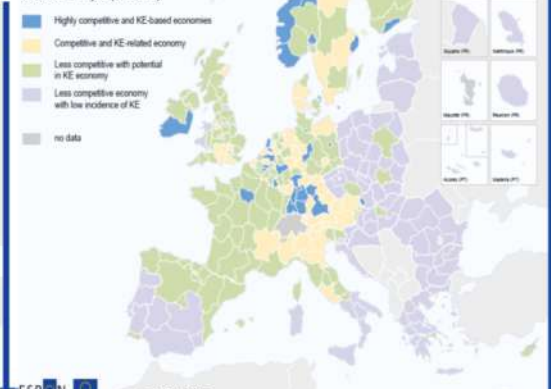 Highly competitive and KE-based economies
Competitive and KE-related economy
Less competitive with potential
in KE economy
Less competitive economy
with low incidence of KE
no data
Guyane (FR)
Martinique (FR)
Mayotte (FR)
Réunion (FR)
Acores (PT)
Madeira (PT)